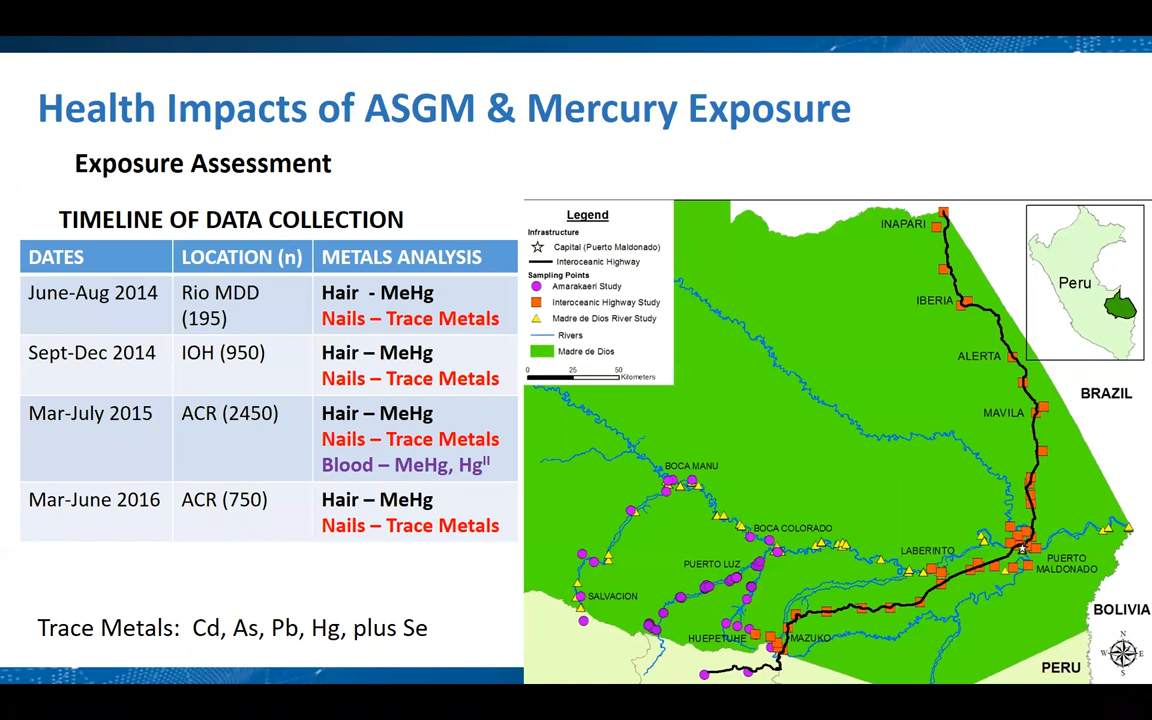 Health Impacts of ASGM & Mercury Exposure
Exposure Assessment
TIMELINE OF DATA COLLECTION
DATES LOCATION (n) METALS ANALYSIS
June-Aug 2014 Rio MDD (195) Hair - MeHg
Nails – Trace Metals
Sept-Dec 2014 IOH (950) Hair – MeHg
Nails – Trace Metals
Mar-July 2015 ACR (2450) Hair – MeHg
Nails – Trace Metals
Blood – MeHg, Hgᴵᴵ
Mar-June 2016 ACR (750) Hair – MeHg
Nails – Trace Metals
Trace Metals: Cd, As, Pb, Hg, plus Se
Legend
Infrastructure
Capital (Puerto Maldonado)
Interoceanic Highway
Sampling Points
Amarakaeri Study
Interoceanic Highway Study
Madre de Dios River Study
Rivers
Madre de Dios
0 25 50
Kilometers
INAPARI
IBERIA
ALERTA
MAVILA
BOCA MANU
BOCA COLORADO
LABERINTO
PUERTO LUZ
PUERTO
MALDONADO
SALVACION
HUEPETUHE
MAZUKO
Peru
BRAZIL
BOLIVIA
PERU
N
W E
S